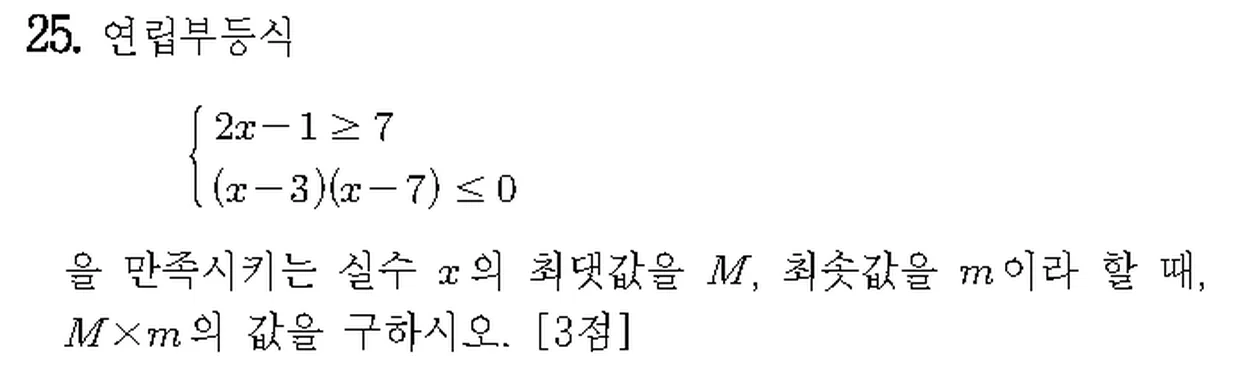 25. 연립부등식
2x-1 ≥ 7
(x-3)(x-7) ≤ 0
을 만족시키는 실수 x의 최댓값을 M, 최솟값을 m이라 할 때,
M×m의 값을 구하시오. [3점]